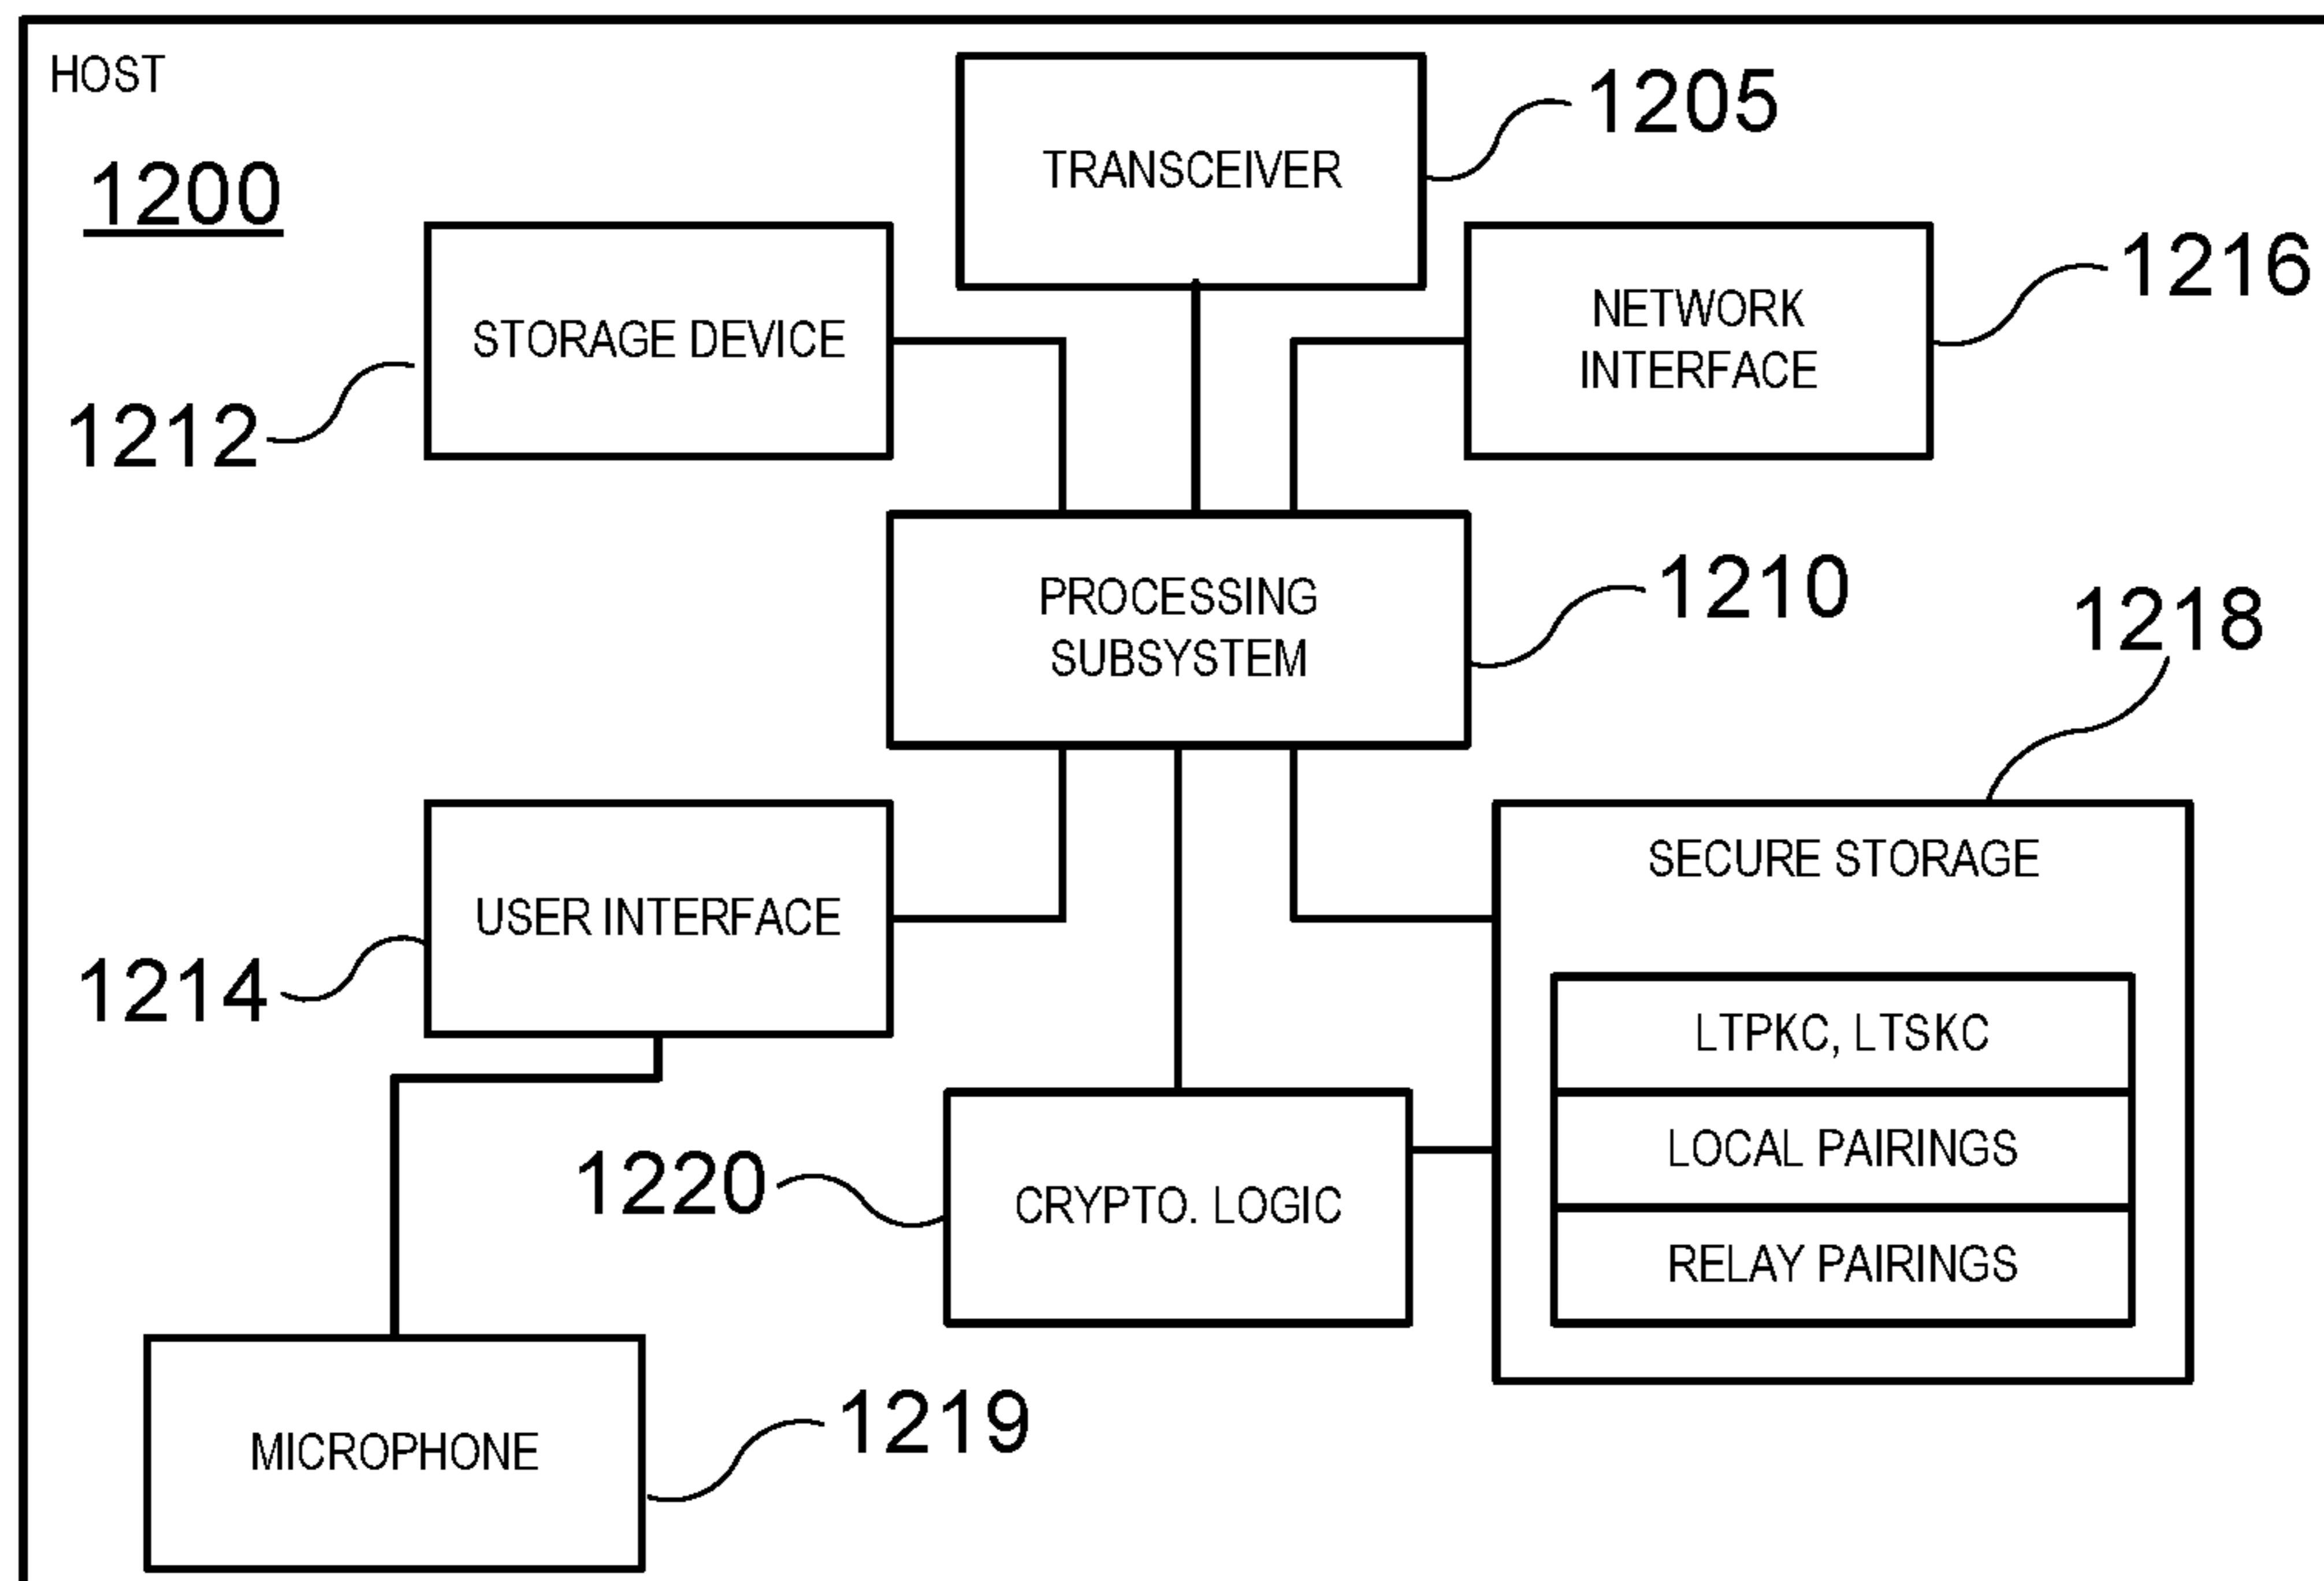 HOST
1200
TRANSCEIVER
1205
STORAGE DEVICE
1212
NETWORK
INTERFACE
1216
PROCESSING
SUBSYSTEM
1210
1218
USER INTERFACE
1214
SECURE STORAGE
LTPKC, LTSKC
LOCAL PAIRINGS
RELAY PAIRINGS
1220
CRYPTO. LOGIC
MICROPHONE
1219